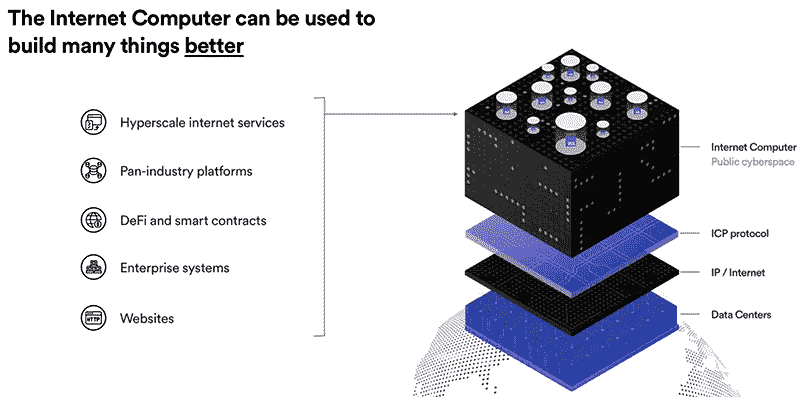 The Internet Computer can be used to
build many things better
Hyperscale internet services
Pan-industry platforms
DeFi and smart contracts
Enterprise systems
HTTP
Websites
Internet Computer
Public cyberspace
ICP protocol
IP / Internet
Data Centers